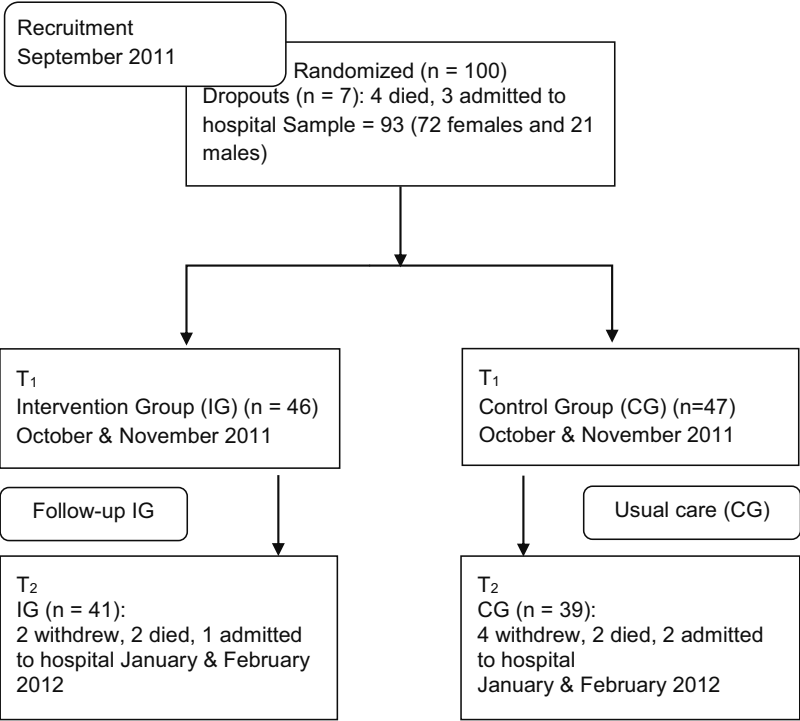 Recruitment
September 2011
Randomized (n = 100)
Dropouts (n = 7): 4 died, 3 admitted to
hospital Sample = 93 (72 females and 21
males)
T₁
Intervention Group (IG) (n = 46)
October & November 2011
T₁
Control Group (CG) (n=47)
October & November 2011
Follow-up IG
Usual care (CG)
T₂
IG (n = 41):
2 withdrew, 2 died, 1 admitted
to hospital January & February
2012
T₂
CG (n = 39):
4 withdrew, 2 died, 2 admitted
to hospital
January & February 2012